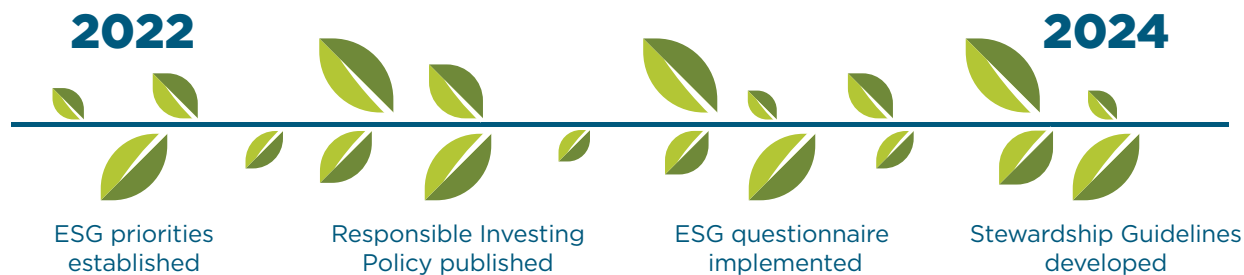 2022
2024
ESG priorities
established
Responsible Investing
Policy published
ESG questionnaire
implemented
Stewardship Guidelines
developed